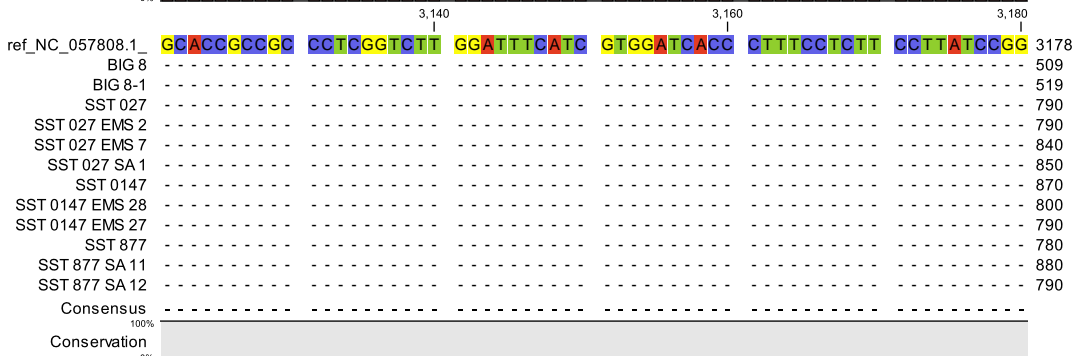 3,140 3,160 3,180
ref_NC_057808.1_ GCACCGCCGC CCTCGGTCTT GGATTTCATC GTGGATCACC CTTTCCTCTT CCTTATCCGG 3178
BIG 8 ---------- ---------- ---------- ---------- ---------- ---------- 509
BIG 8-1 ---------- ---------- ---------- ---------- ---------- ---------- 519
SST 027 ---------- ---------- ---------- ---------- ---------- ---------- 790
SST 027 EMS 2 ---------- ---------- ---------- ---------- ---------- ---------- 790
SST 027 EMS 7 ---------- ---------- ---------- ---------- ---------- ---------- 840
SST 027 SA 1 ---------- ---------- ---------- ---------- ---------- ---------- 850
SST 0147 ---------- ---------- ---------- ---------- ---------- ---------- 870
SST 0147 EMS 28 ---------- ---------- ---------- ---------- ---------- ---------- 800
SST 0147 EMS 27 ---------- ---------- ---------- ---------- ---------- ---------- 790
SST 877 ---------- ---------- ---------- ---------- ---------- ---------- 780
SST 877 SA 11 ---------- ---------- ---------- ---------- ---------- ---------- 880
SST 877 SA 12 ---------- ---------- ---------- ---------- ---------- ---------- 790
Consensus ---------- ---------- ---------- ---------- ---------- ----------
100%
Conservation